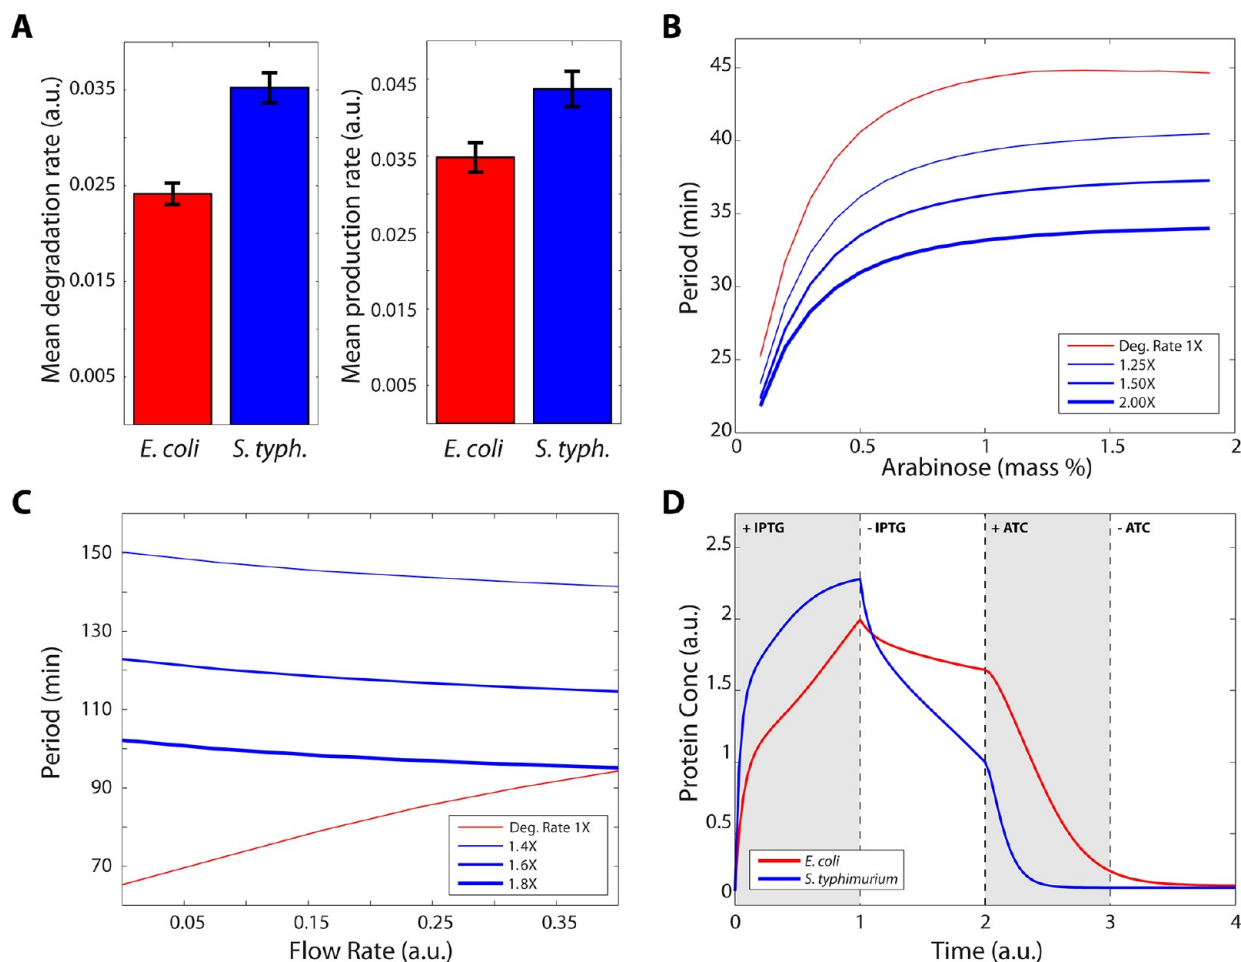 A
Mean degradation rate (a.u.)
0.035
0.025
0.015
0.005
E. coli
S. typh.
Mean production rate (a.u.)
0.045
0.035
0.045
0.015
0.005
E. coli
S. typh.
B
Period (min)
45
40
35
30
25
20
0
0.5
1
1.5
2
Arabinose (mass %)
Deg. Rate 1X
1.25X
1.50X
2.00X
C
Period (min)
150
130
110
90
70
0.05
0.15
0.25
0.35
Flow Rate (a.u.)
Deg. Rate 1X
1.4X
1.6X
1.8X
D
Protein Conc (a.u.)
2.5
2
1.5
1
0.5
0
+ IPTG
- IPTG
+ ATC
- ATC
E. coli
S. typhimurium
0
1
2
3
4
Time (a.u.)